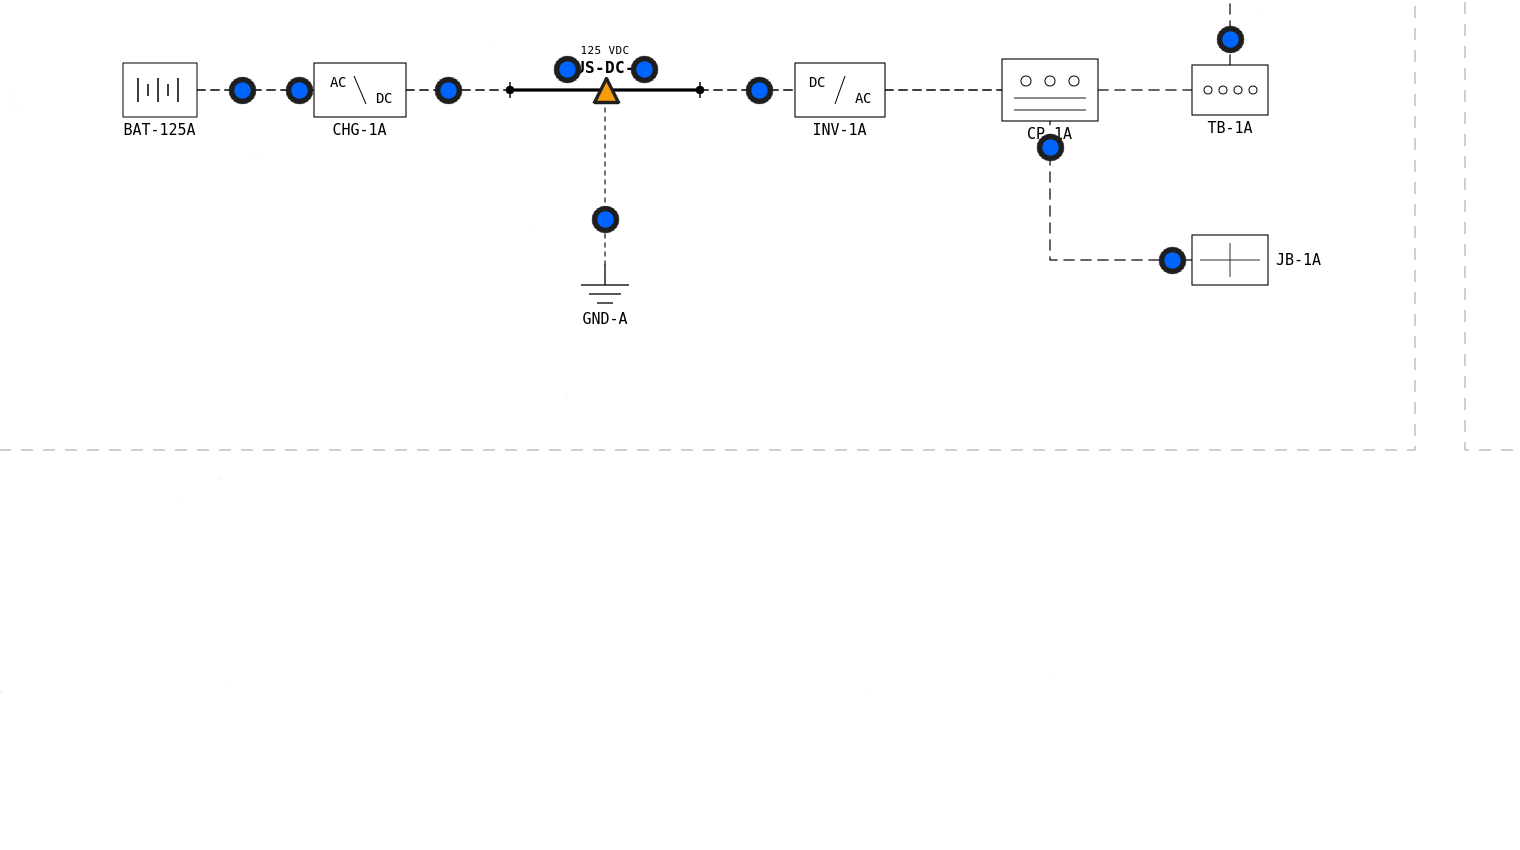 125 VDC
AC
DC
DC
AC
BAT-125A
CHG-1A
INV-1A
TB-1A
JB-1A
GND-A